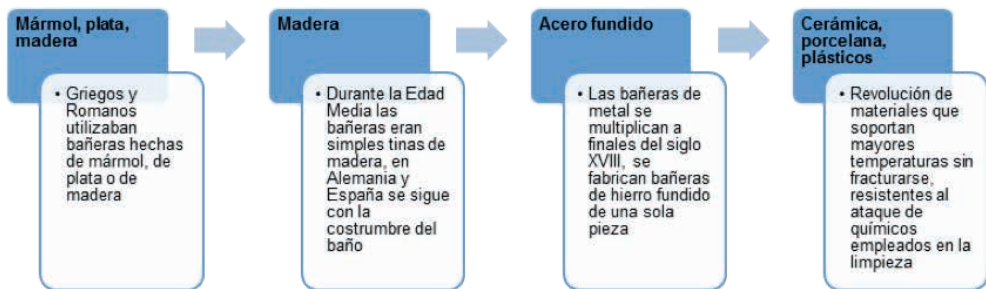 Mármol, plata,
madera
• Griegos y
Romanos
utilizaban
bañeras hechas
de mármol, de
plata o de
madera
Madera
• Durante la Edad
Media las
bañeras eran
simples tinas de
madera, en
Alemania y
España se sigue
con la
costrumbre del
baño
Acero fundido
• Las bañeras de
metal se
multiplican a
finales del siglo
XVIII, se
fabrican bañeras
de hierro fundido
de una sola
pieza
Cerámica,
porcelana,
plásticos
• Revolución de
materiales que
soportan
mayores
temperaturas sin
fracturarse,
resistentes al
ataque de
químicos
empleados en la
limpieza